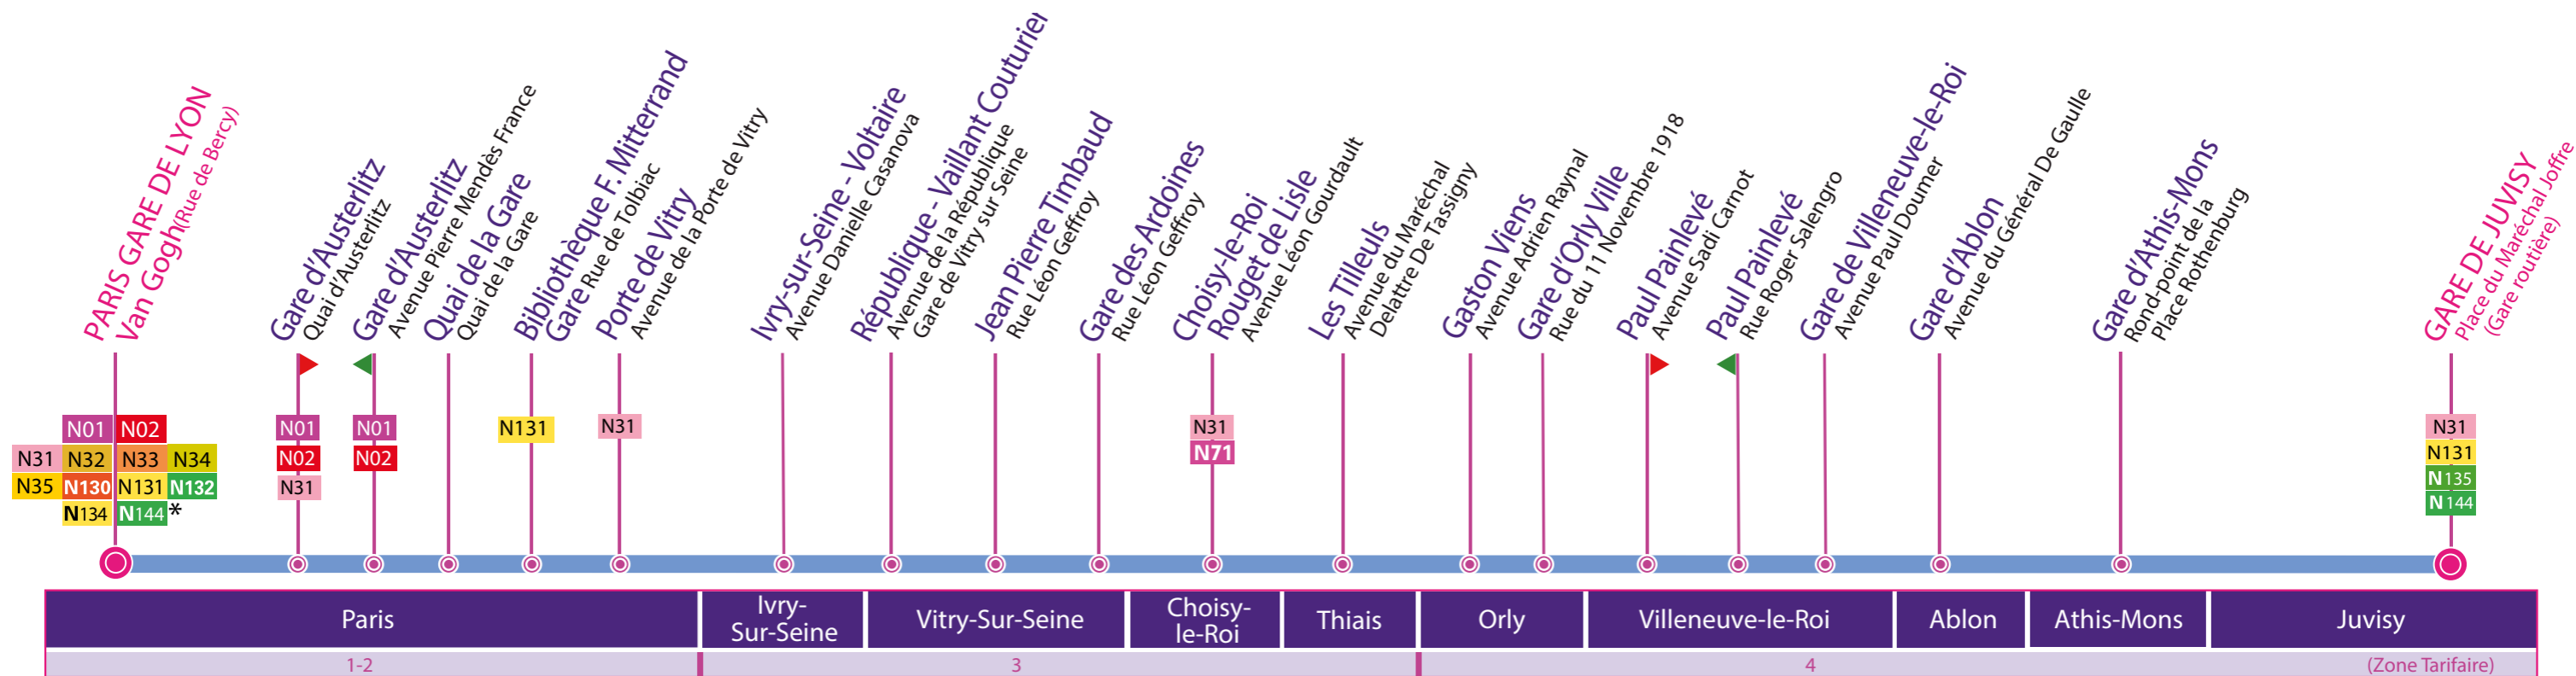 PARIS GARE DE LYON
Van Gogh(Rue de Bercy)
Gare d'Austerlitz
Quai d'Austerlitz
Gare d'Austerlitz
Avenue Pierre Mendès France
Quai de la Gare
Quai de la Gare
Bibliothèque F. Mitterrand
Gare Rue de Tolbiac
Porte de Vitry
Avenue de la Porte de Vitry
Ivry-sur-Seine - Voltaire
Avenue Danielle Casanova
République - Vaillant Couturier
Avenue de la République
Gare de Vitry sur Seine
Jean Pierre Timbaud
Rue Léon Geffroy
Gare des Ardoines
Rue Léon Geffroy
Choisy-le-Roi
Rouget de Lisle
Avenue Léon Gourdault
Les Tilleuls
Avenue du Maréchal
Delattre De Tassigny
Gaston Viens
Avenue Adrien Raynal
Gare d'Orly Ville
Rue du 11 Novembre 1918
Paul Painlevé
Avenue Sadi Carnot
Paul Painlevé
Rue Roger Salengro
Gare de Villeneuve-le-Roi
Avenue Paul Doumer
Gare d'Ablon
Avenue du Général De Gaulle
Gare d'Athis-Mons
Rond-point de la
Place Rothenburg
GARE DE JUVISY
Place du Maréchal Joffre
(Gare routière)
N01 N02
N31 N32 N33 N34
N35 N130 N131 N132
N134 N144 *
N01
N02
N31
N01
N02
N131
N31
N31
N71
N31
N131
N135
N144
Paris
Ivry-
Sur-Seine
Vitry-Sur-Seine
Choisy-
le-Roi
Thiais
Orly
Villeneuve-le-Roi
Ablon
Athis-Mons
Juvisy
1-2
3
4
(Zone Tarifaire)